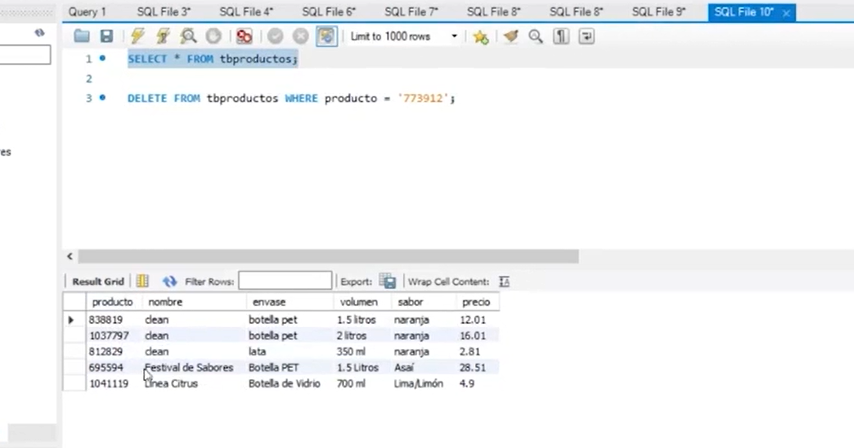 Query 1 SQL File 3* SQL File 4* SQL File 6* SQL File 7* SQL File 8* SQL File 8* SQL File 9* SQL File 10*
Limit to 1000 rows
1 SELECT * FROM tbproductos;
2
3 DELETE FROM tbproductos WHERE producto = '773912';
res
Result Grid Filter Rows: Export: Wrap Cell Content:
producto nombre envase volumen sabor precio
838819 clean botella pet 1.5 litros naranja 12.01
1037797 clean botella pet 2 litros naranja 16.01
812829 clean lata 350 ml naranja 2.81
695594 Festival de Sabores Botella PET 1.5 Litros Asaí 28.51
1041119 Línea Citrus Botella de Vidrio 700 ml Lima/Limón 4.9